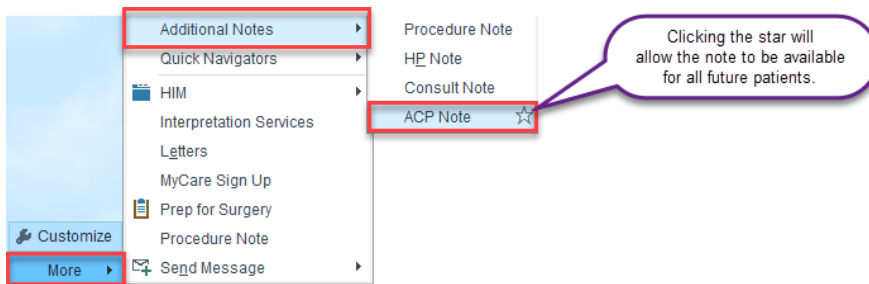 Additional Notes
Quick Navigators
HIM
Interpretation Services
Letters
MyCare Sign Up
Prep for Surgery
Procedure Note
Send Message
Customize
More
Procedure Note
HP Note
Consult Note
ACP Note
Clicking the star will
allow the note to be available
for all future patients.